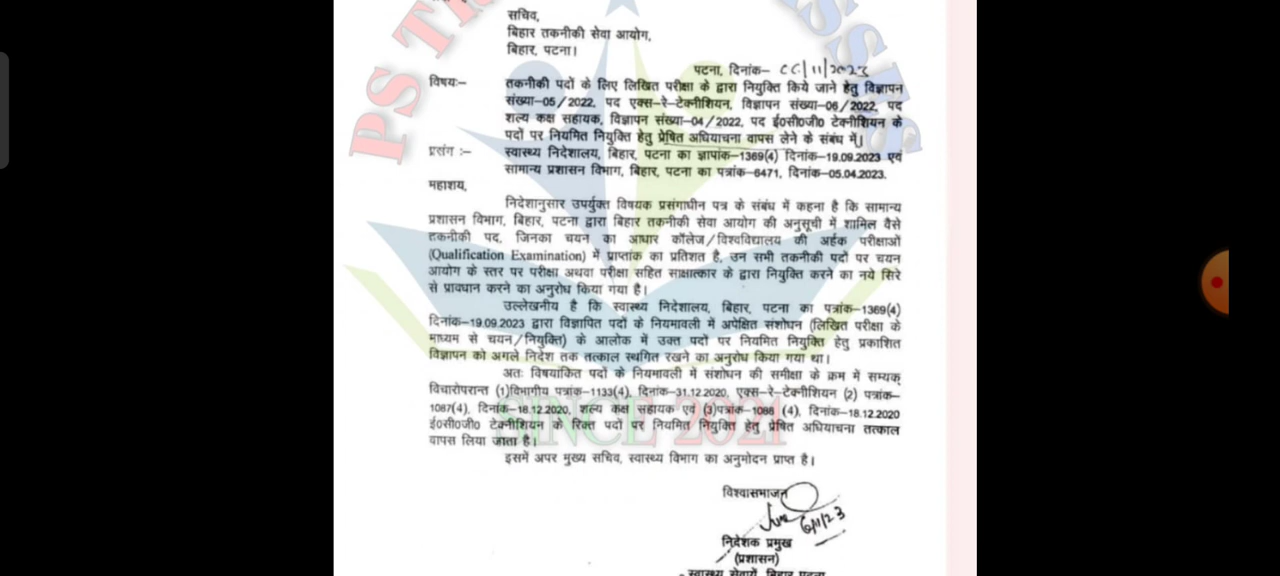 सचिव,
बिहार तकनीकी सेवा आयोग,
बिहार, पटना।
पटना, दिनांक- 11/2023
विषयः- तकनीकी पदों के लिए लिखित परीक्षा के द्वारा नियुक्ति किये जाने हेतु विज्ञापन
संख्या-05/2022, पद एक्स-रे-टेक्नीशियन, विज्ञापन संख्या-06/2022, पद
शल्य कक्ष सहायक, विज्ञापन संख्या-04/2022, पद ई०सी०जी० टेक्नीशियन के
पदों पर नियमित नियुक्ति हेतु प्रेषित अधियाचना वापस लेने के संबंध में।
प्रसंग :- स्वास्थ्य निदेशालय, बिहार, पटना का ज्ञापांक-1369(4) दिनांक-19.09.2023 एवं
सामान्य प्रशासन विभाग, बिहार, पटना का पत्रांक-6471, दिनांक-05.04.2023.
महाशय,
निदेशानुसार उपर्युक्त विषयक प्रसंगाधीन पत्र के संबंध में कहना है कि सामान्य
प्रशासन विभाग, बिहार, पटना द्वारा बिहार तकनीकी सेवा आयोग की अनुसूची में शामिल वैसे
तकनीकी पद, जिनका चयन का आधार कॉलेज/विश्वविद्यालय की अर्हक परीक्षाओं
(Qualification Examination) में प्राप्तांक का प्रतिशत है, उन सभी तकनीकी पदों पर चयन
आयोग के स्तर पर परीक्षा अथवा परीक्षा सहित साक्षात्कार के द्वारा नियुक्ति करने का नये सिरे
से प्रावधान करने का अनुरोध किया गया है।
उल्लेखनीय है कि स्वास्थ्य निदेशालय, बिहार, पटना का पत्रांक-1369(4)
दिनांक-19.09.2023 द्वारा विज्ञापित पदों के नियमावली में अपेक्षित संशोधन (लिखित परीक्षा के
माध्यम से चयन/नियुक्ति) के आलोक में उक्त पदों पर नियमित नियुक्ति हेतु प्रकाशित
विज्ञापन को अगले निदेश तक तत्काल स्थगित रखने का अनुरोध किया गया था।
अतः विषयांकित पदों के नियमावली में संशोधन की समीक्षा के क्रम में सम्यक्
विचारोपरान्त (1)विभागीय पत्रांक-1133(4), दिनांक-31.12.2020, एक्स-रे-टेक्नीशियन (2) पत्रांक-
1087(4), दिनांक-18.12.2020, शल्य कक्ष सहायक एवं (3)पत्रांक-1088 (4), दिनांक-18.12.2020
ई०सी०जी० टेक्नीशियन के रिक्त पदों पर नियमित नियुक्ति हेतु प्रेषित अधियाचना तत्काल
वापस लिया जाता है।
SINCE 2021
इसमें अपर मुख्य सचिव, स्वास्थ्य विभाग का अनुमोदन प्राप्त है।
विश्वासभाजन
6/11/23
निदेशक प्रमुख
(प्रशासन)
स्वास्थ्य सेवायें, बिहार पटना